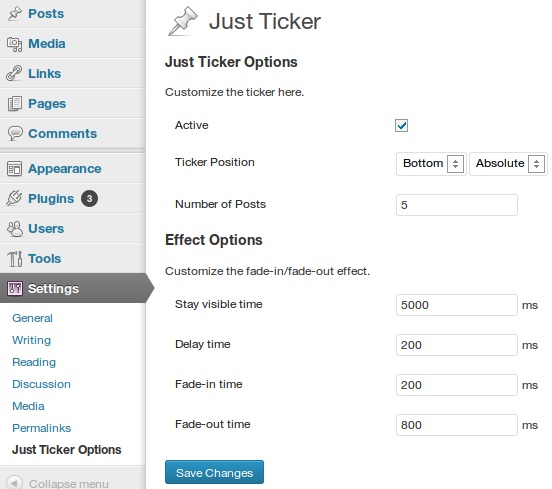 Posts
Media
Links
Pages
Comments
Appearance
Plugins 3
Users
Tools
Settings
General
Writing
Reading
Discussion
Media
Permalinks
Just Ticker Options
Collapse menu
Just Ticker
Just Ticker Options
Customize the ticker here.
Active
Ticker Position Bottom Absolute
Number of Posts 5
Effect Options
Customize the fade-in/fade-out effect.
Stay visible time 5000 ms
Delay time 200 ms
Fade-in time 200 ms
Fade-out time 800 ms
Save Changes